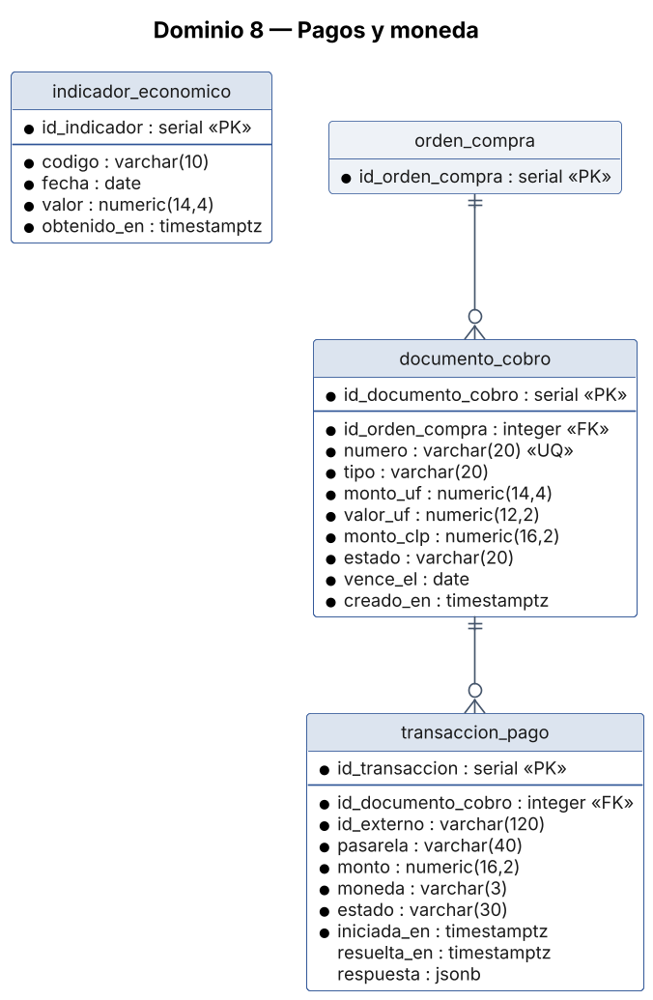 Dominio 8 — Pagos y moneda
indicador_economico
id_indicador : serial «PK»
codigo : varchar(10)
fecha : date
valor : numeric(14,4)
obtenido_en : timestamptz
orden_compra
id_orden_compra : serial «PK»
documento_cobro
id_documento_cobro : serial «PK»
id_orden_compra : integer «FK»
numero : varchar(20) «UQ»
tipo : varchar(20)
monto_uf : numeric(14,4)
valor_uf : numeric(12,2)
monto_clp : numeric(16,2)
estado : varchar(20)
vence_el : date
creado_en : timestamptz
transaccion_pago
id_transaccion : serial «PK»
id_documento_cobro : integer «FK»
id_externo : varchar(120)
pasarela : varchar(40)
monto : numeric(16,2)
moneda : varchar(3)
estado : varchar(30)
iniciada_en : timestamptz
resuelta_en : timestamptz
respuesta : jsonb